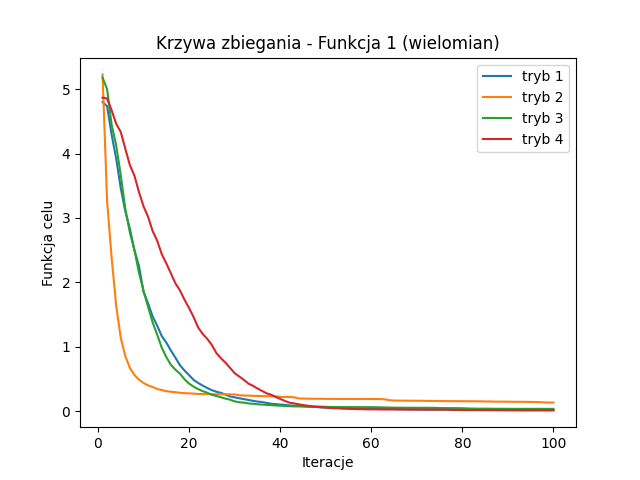 Krzywa zbiegania - Funkcja 1 (wielomian)
tryb 1
tryb 2
tryb 3
tryb 4
Funkcja celu
5
4
3
2
1
0
0 20 40 60 80 100
Iteracje